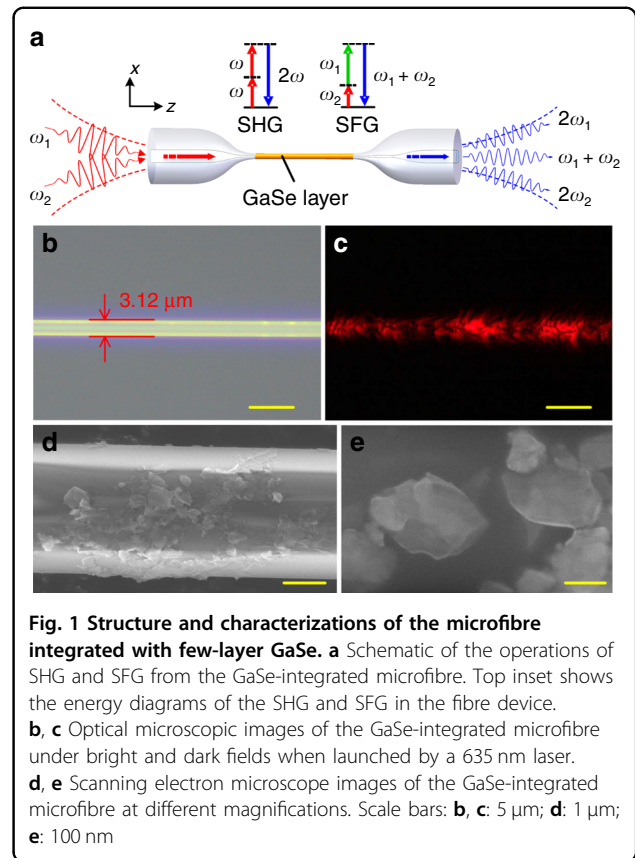 a
x
z
ω
ω
2ω
SHG
ω1
ω2
ω1 + ω2
SFG
ω1
ω2
GaSe layer
2ω1
ω1 + ω2
2ω2
b
3.12 μm
c
d
e
Fig. 1 Structure and characterizations of the microfibre
integrated with few-layer GaSe. a Schematic of the operations of
SHG and SFG from the GaSe-integrated microfibre. Top inset shows
the energy diagrams of the SHG and SFG in the fibre device.
b, c Optical microscopic images of the GaSe-integrated microfibre
under bright and dark fields when launched by a 635 nm laser.
d, e Scanning electron microscope images of the GaSe-integrated
microfibre at different magnifications. Scale bars: b, c: 5 μm; d: 1 μm;
e: 100 nm